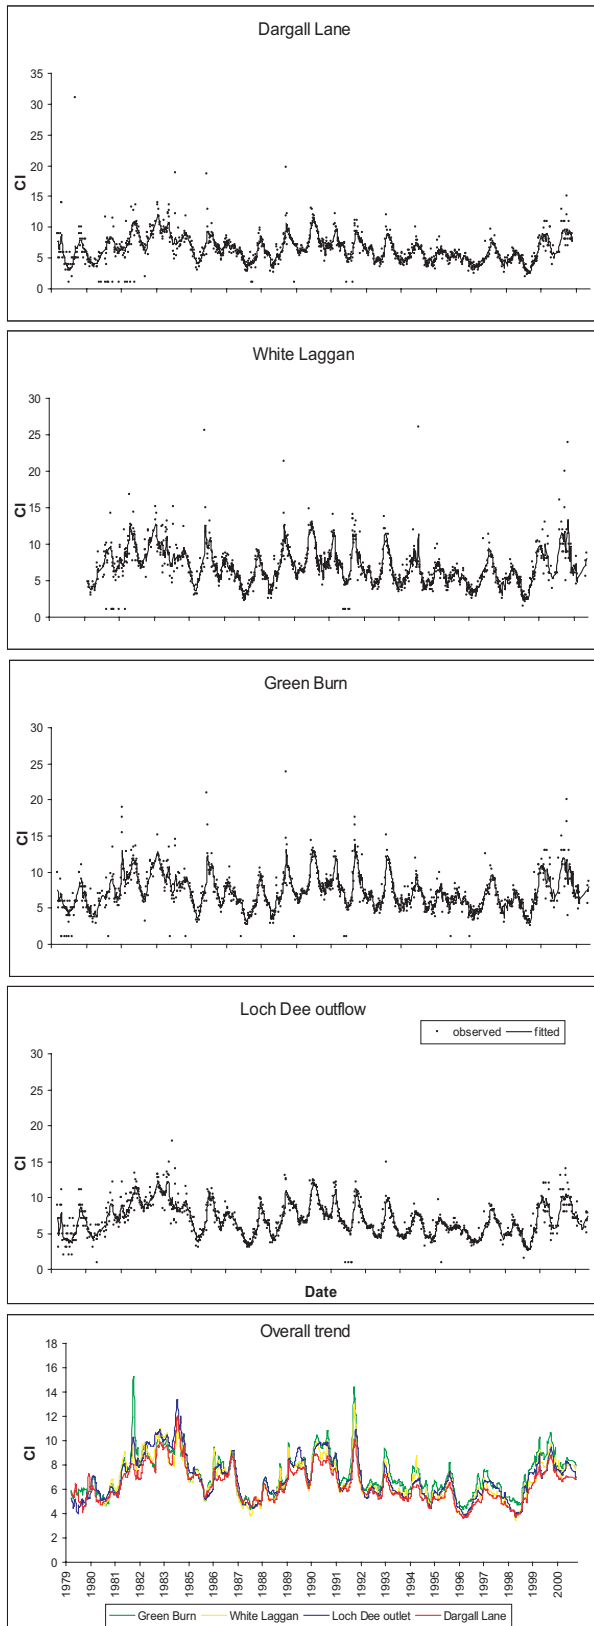 Dargall Lane
35
30
25
20
15
10
5
0
Cl
White Laggan
30
25
20
15
10
5
0
Cl
Green Burn
30
25
20
15
10
5
0
Cl
Loch Dee outflow
observed fitted
30
25
20
15
10
5
0
Cl
Date
Overall trend
18
16
14
12
10
8
6
4
2
0
Cl
1979 1980 1981 1982 1983 1984 1985 1986 1987 1988 1989 1990 1991 1992 1993 1994 1995 1996 1997 1998 1999 2000
Green Burn White Laggan Loch Dee outlet Dargall Lane